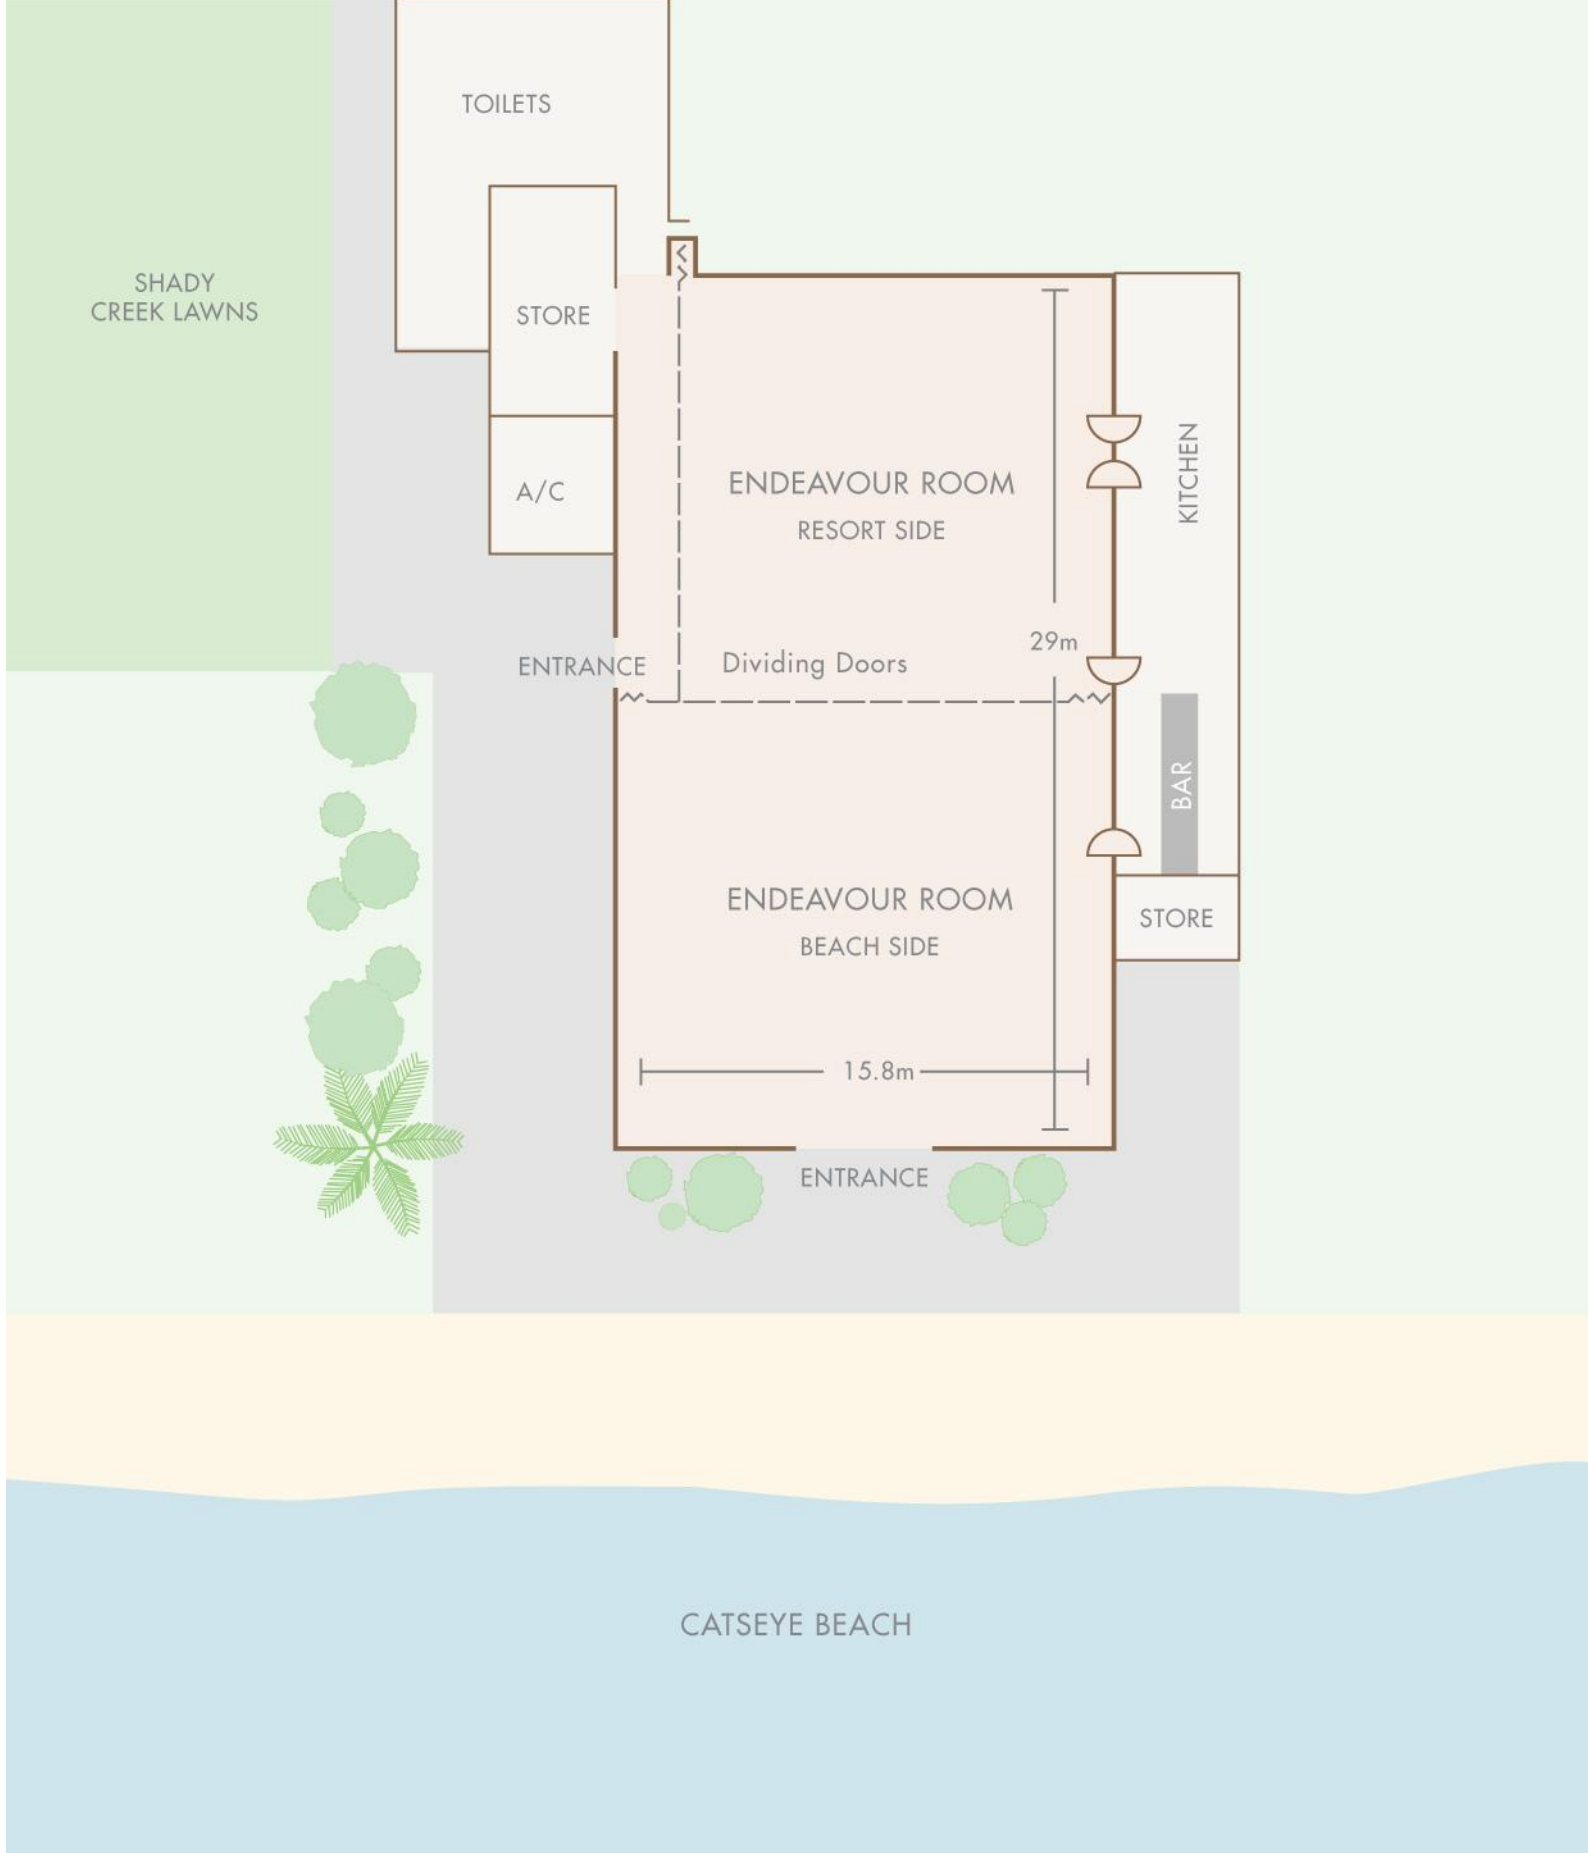 TOILETS
SHADY
CREEK LAWNS
STORE
A/C
ENDEAVOUR ROOM
RESORT SIDE
KITCHEN
29m
ENTRANCE
Dividing Doors
BAR
ENDEAVOUR ROOM
BEACH SIDE
STORE
15.8m
ENTRANCE
CATSEYE BEACH